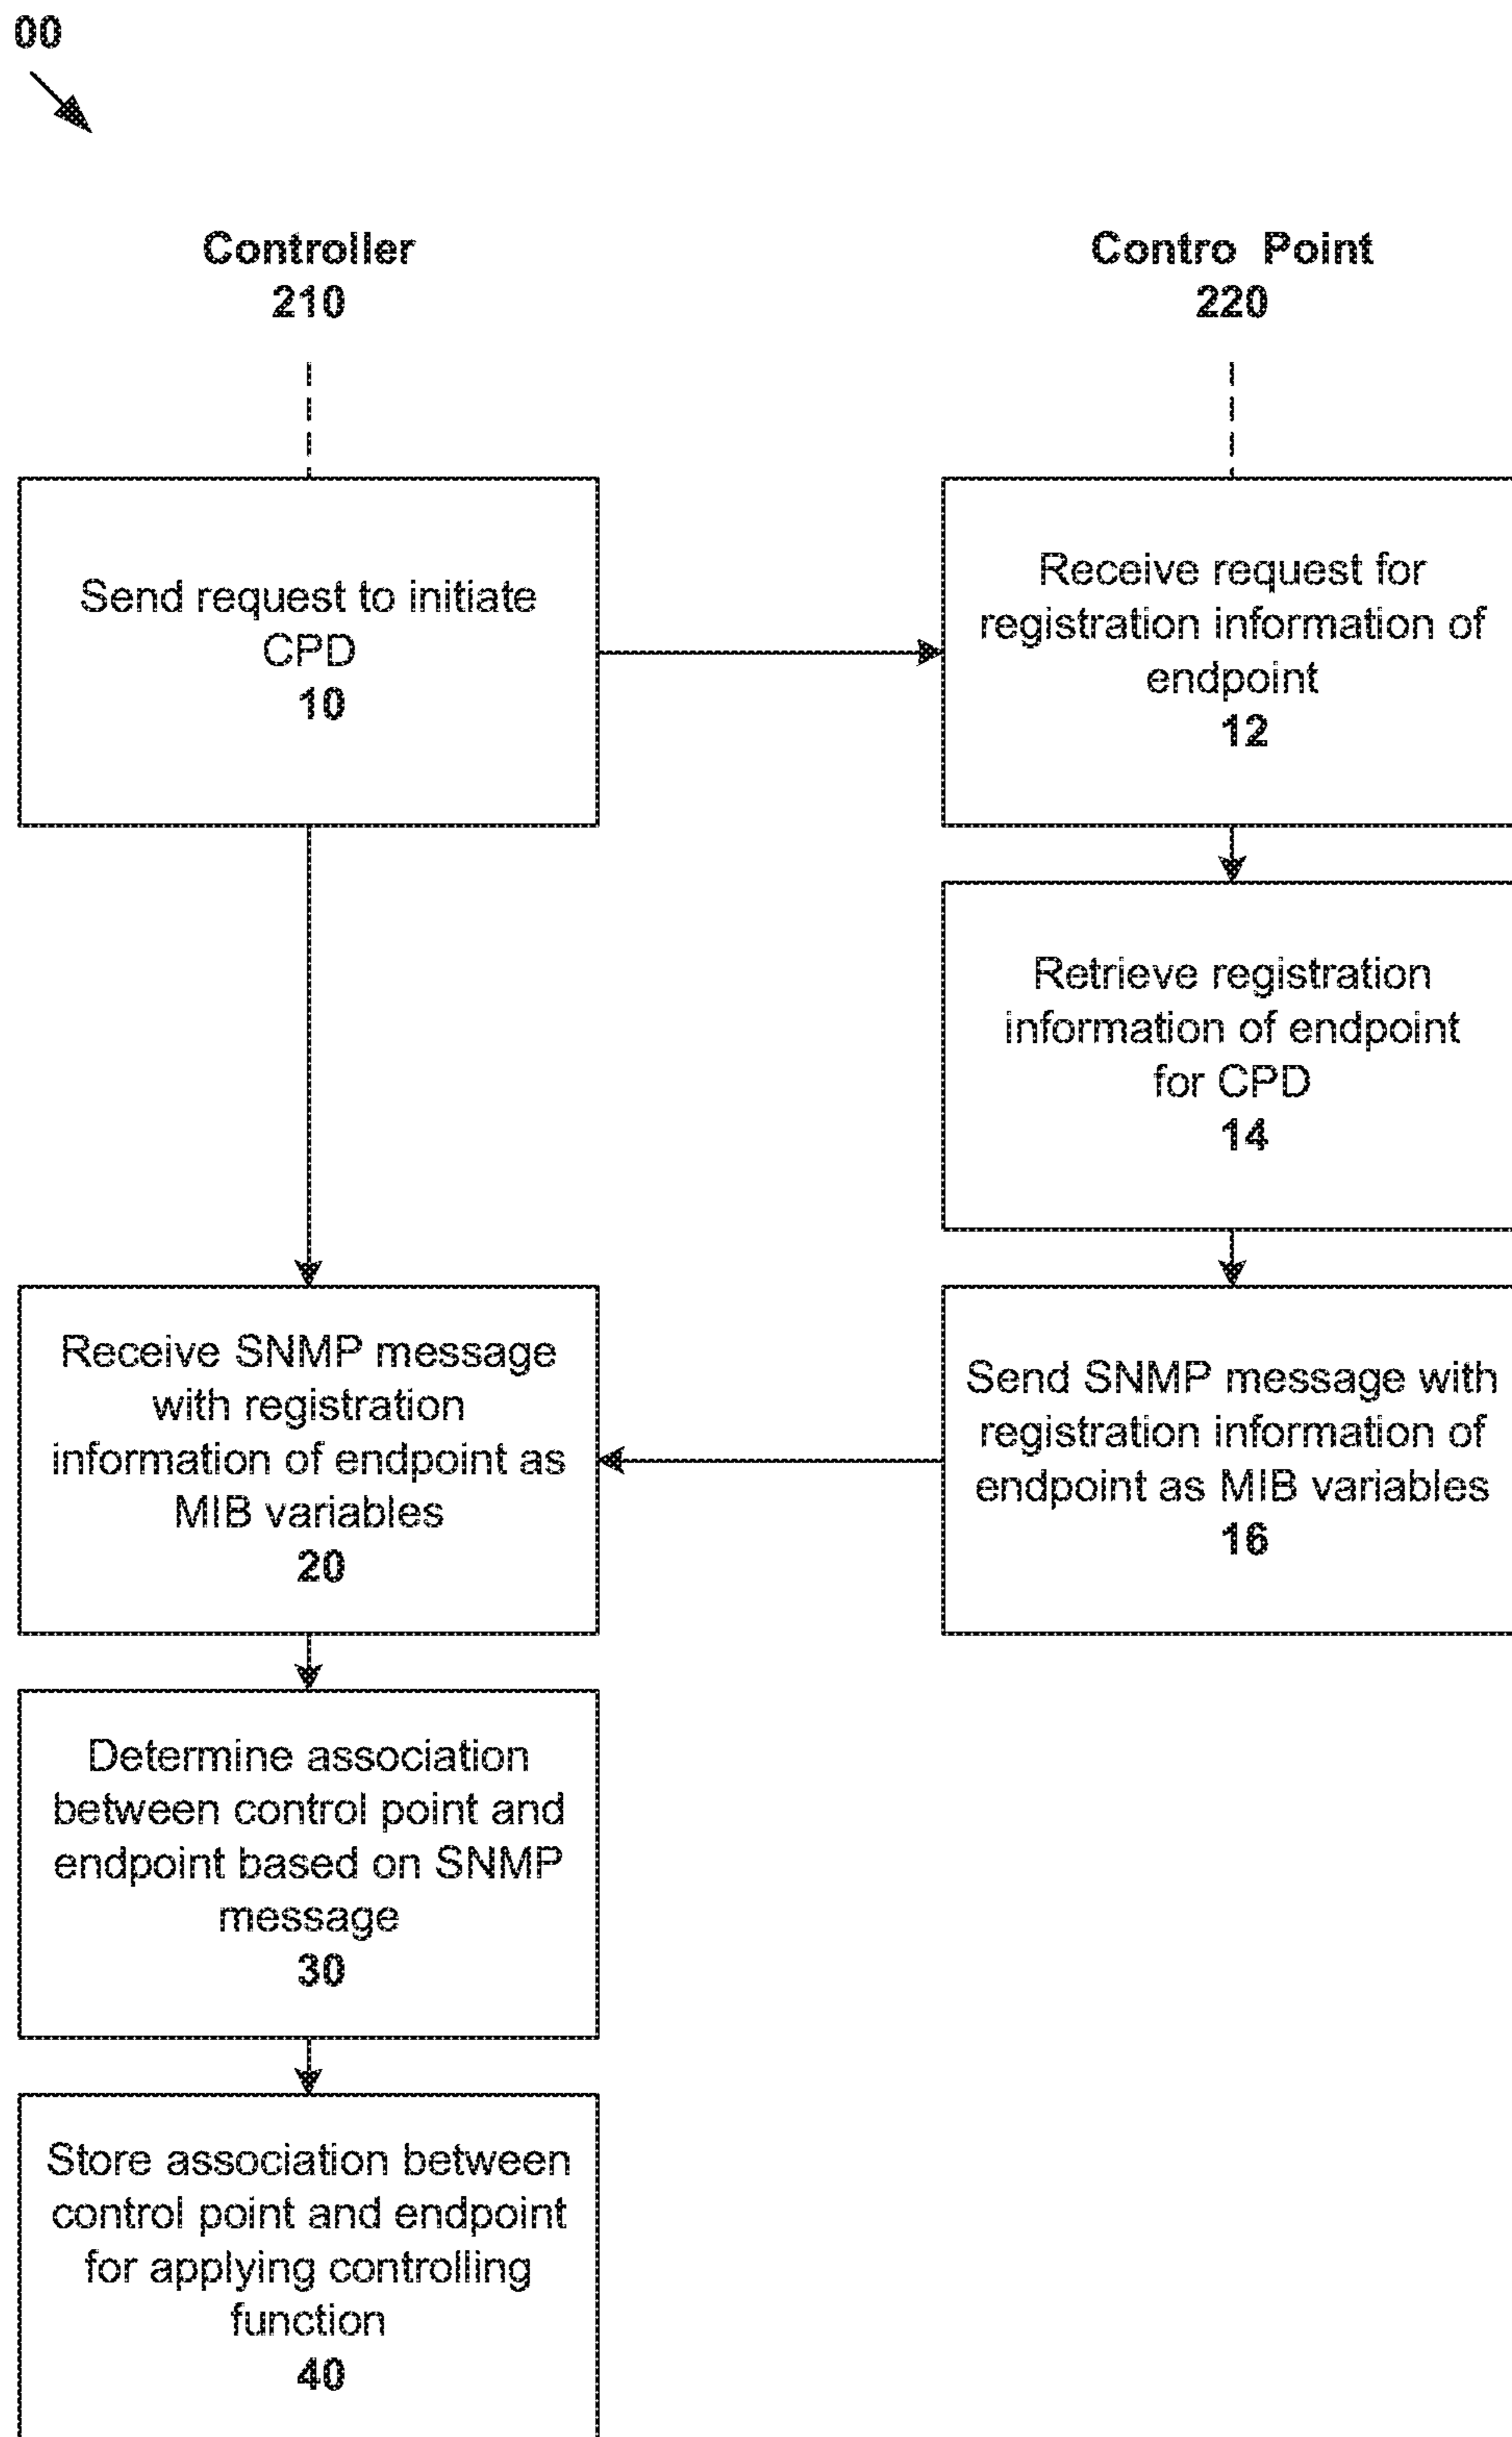 00
Controller
210
Contro Point
220
Send request to initiate
CPD
10
Receive request for
registration information of
endpoint
12
Retrieve registration
information of endpoint
for CPD
14
Receive SNMP message
with registration
information of endpoint as
MIB variables
20
Send SNMP message with
registration information of
endpoint as MIB variables
16
Determine association
between control point and
endpoint based on SNMP
message
30
Store association between
control point and endpoint
for applying controlling
function
40